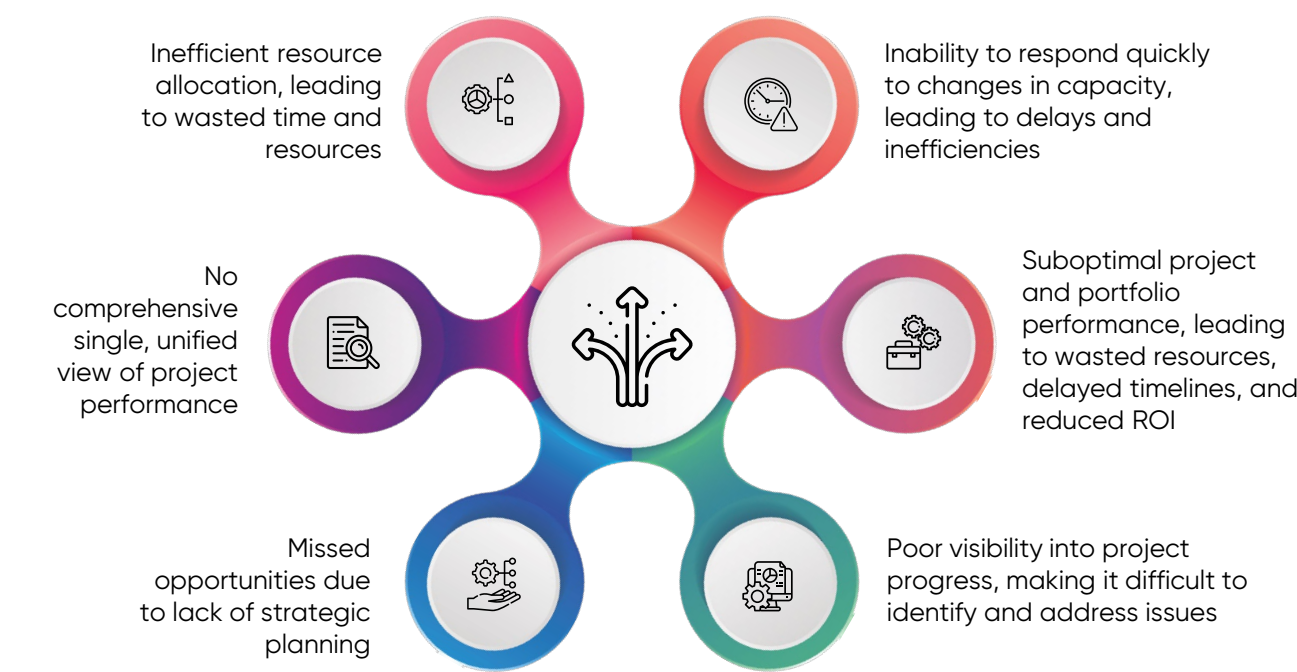 Inefficient resource
allocation, leading
to wasted time and
resources
Inability to respond quickly
to changes in capacity,
leading to delays and
inefficiencies
No
comprehensive
single, unified
view of project
performance
Suboptimal project
and portfolio
performance, leading
to wasted resources,
delayed timelines, and
reduced ROI
Missed
opportunities due
to lack of strategic
planning
Poor visibility into project
progress, making it difficult to
identify and address issues